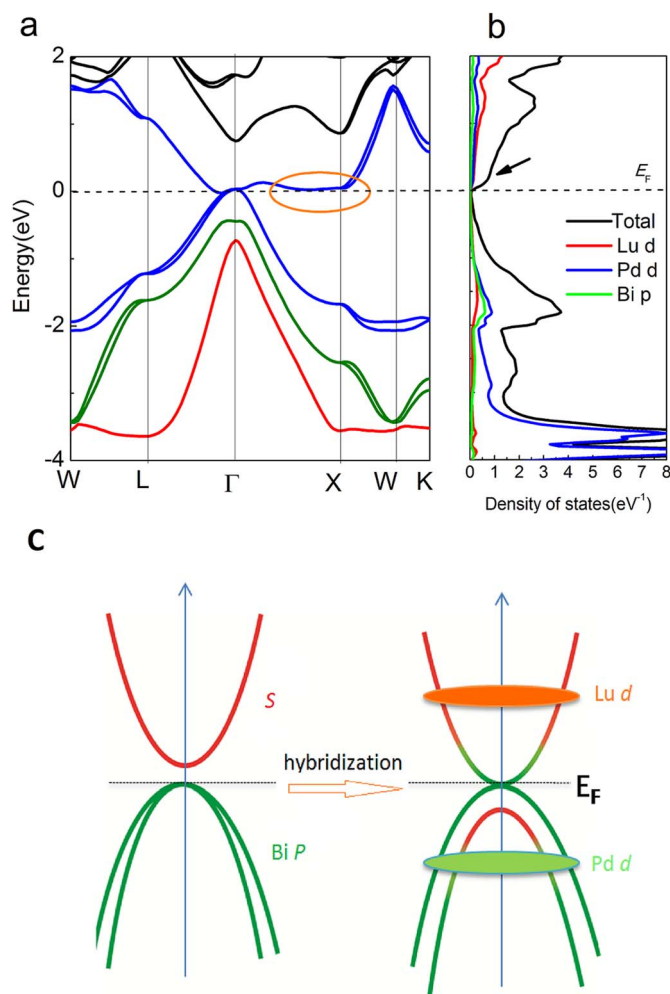 a
b
2
0
-2
-4
Energy(eV)
W
L
Γ
X
W
K
E_F
Total
Lu d
Pd d
Bi p
0 1 2 3 4 5 6 7 8
Density of states(eV⁻¹)
C
S
Bi P
hybridization
Lu d
E_F
Pd d